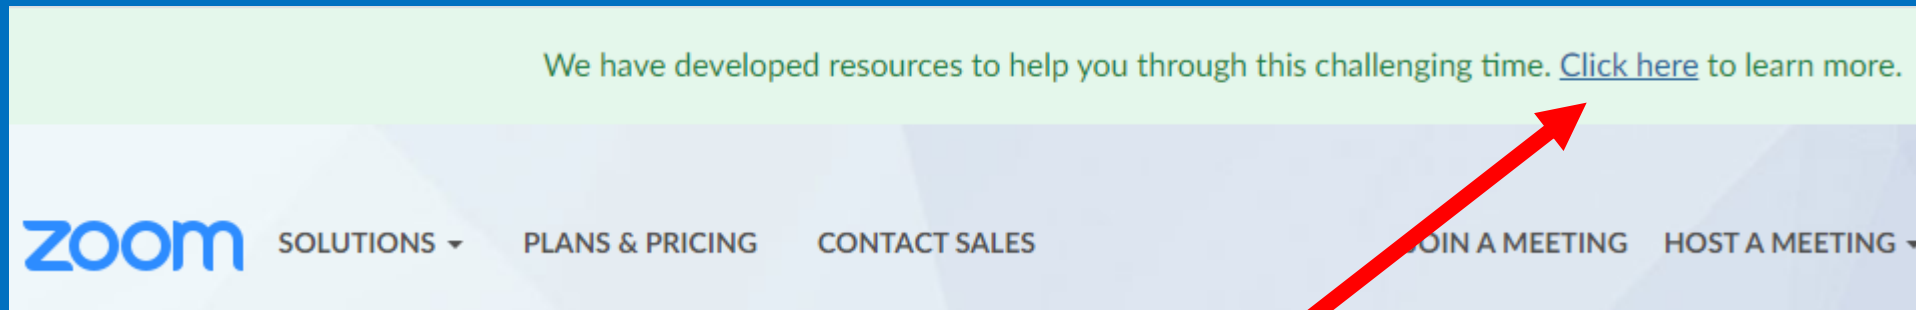 We have developed resources to help you through this challenging time. Click here to learn more.
zoom SOLUTIONS PLANS & PRICING CONTACT SALES JOIN A MEETING HOST A MEETING